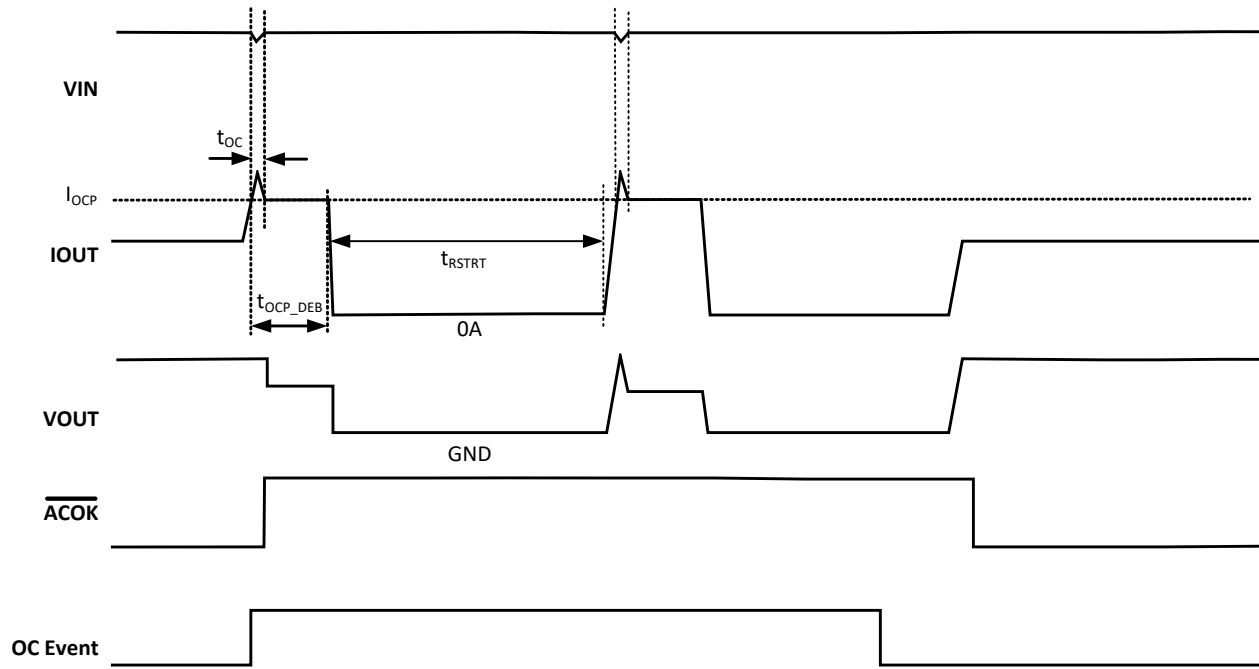 VIN
tOC
IOCP
IOUT
tRSTRT
tOCP_DEB
0A
VOUT
GND
ACOK
OC Event